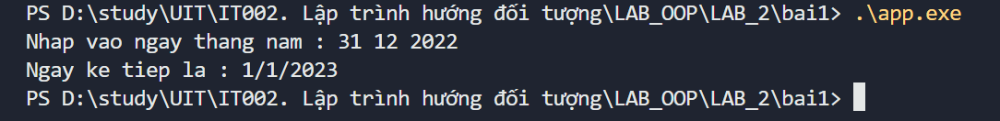 PS D:\study\UIT\IT002. Lập trình hướng đối tượng\LAB_OOP\LAB_2\bai1> .\app.exe
Nhap vao ngay thang nam : 31 12 2022
Ngay ke tiep la : 1/1/2023
PS D:\study\UIT\IT002. Lập trình hướng đối tượng\LAB_OOP\LAB_2\bai1>